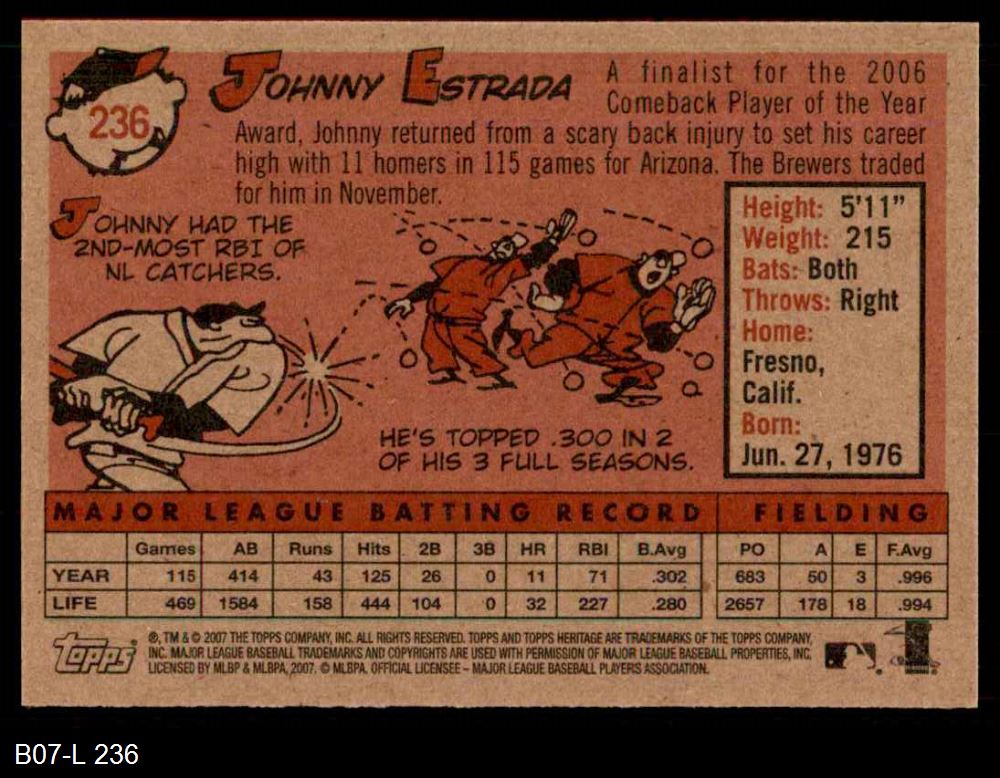 236
JOHNNY ESTRADA
A finalist for the 2006
Comeback Player of the Year
Award, Johnny returned from a scary back injury to set his career
high with 11 homers in 115 games for Arizona. The Brewers traded
for him in November.
JOHNNY HAD THE
2ND-MOST RBI OF
NL CATCHERS.
HE'S TOPPED .300 IN 2
OF HIS 3 FULL SEASONS.
Height: 5'11"
Weight: 215
Bats: Both
Throws: Right
Home:
Fresno,
Calif.
Born:
Jun. 27, 1976
MAJOR LEAGUE BATTING RECORD FIELDING
Games AB Runs Hits 2B 3B HR RBI B.Avg PO A E F.Avg
YEAR 115 414 43 125 26 0 11 71 .302 683 50 3 .996
LIFE 469 1584 158 444 104 0 32 227 .280 2657 178 18 .994
Topps
®, TM & © 2007 THE TOPPS COMPANY, INC. ALL RIGHTS RESERVED. TOPPS AND TOPPS HERITAGE ARE TRADEMARKS OF THE TOPPS COMPANY,
INC. MAJOR LEAGUE BASEBALL TRADEMARKS AND COPYRIGHTS ARE USED WITH PERMISSION OF MAJOR LEAGUE BASEBALL PROPERTIES, INC.
LICENSED BY MLBP & MLBPA, 2007. © MLBPA. OFFICIAL LICENSEE – MAJOR LEAGUE BASEBALL PLAYERS ASSOCIATION.
B07-L 236